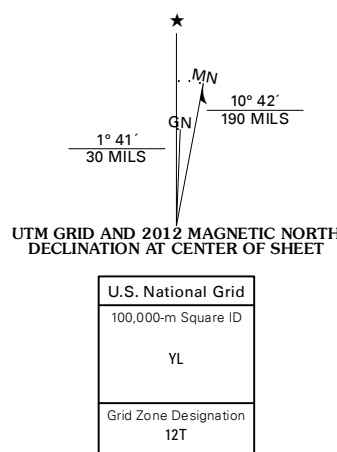 ★
MN
GN
1° 41´
30 MILS
10° 42´
190 MILS
UTM GRID AND 2012 MAGNETIC NORTH
DECLINATION AT CENTER OF SHEET
U.S. National Grid
100,000-m Square ID
YL
Grid Zone Designation
12T